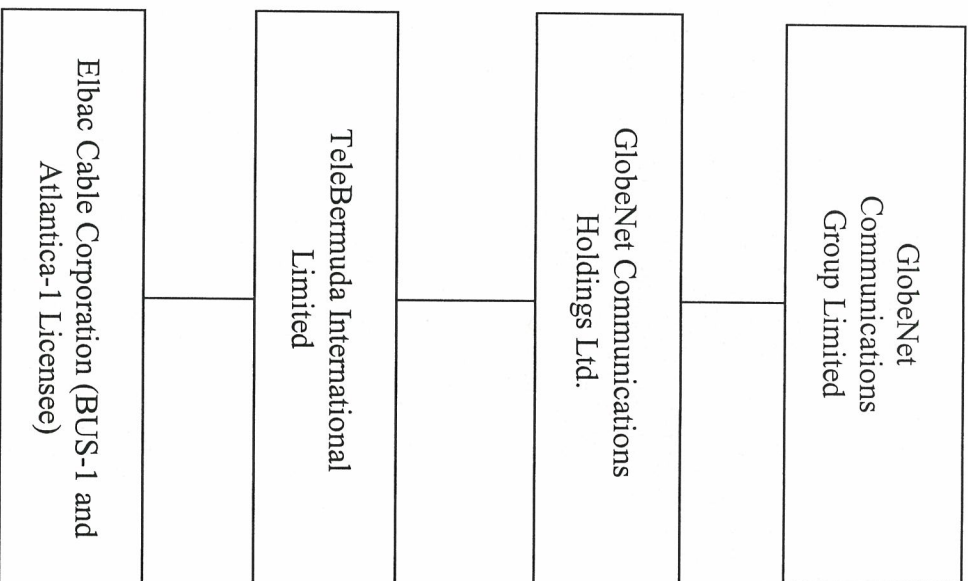 GlobeNet
Communications
Group Limited
GlobeNet Communications
Holdings Ltd.
TeleBermuda International
Limited
Elbac Cable Corporation (BUS-1 and
Atlantica-1 Licensee)